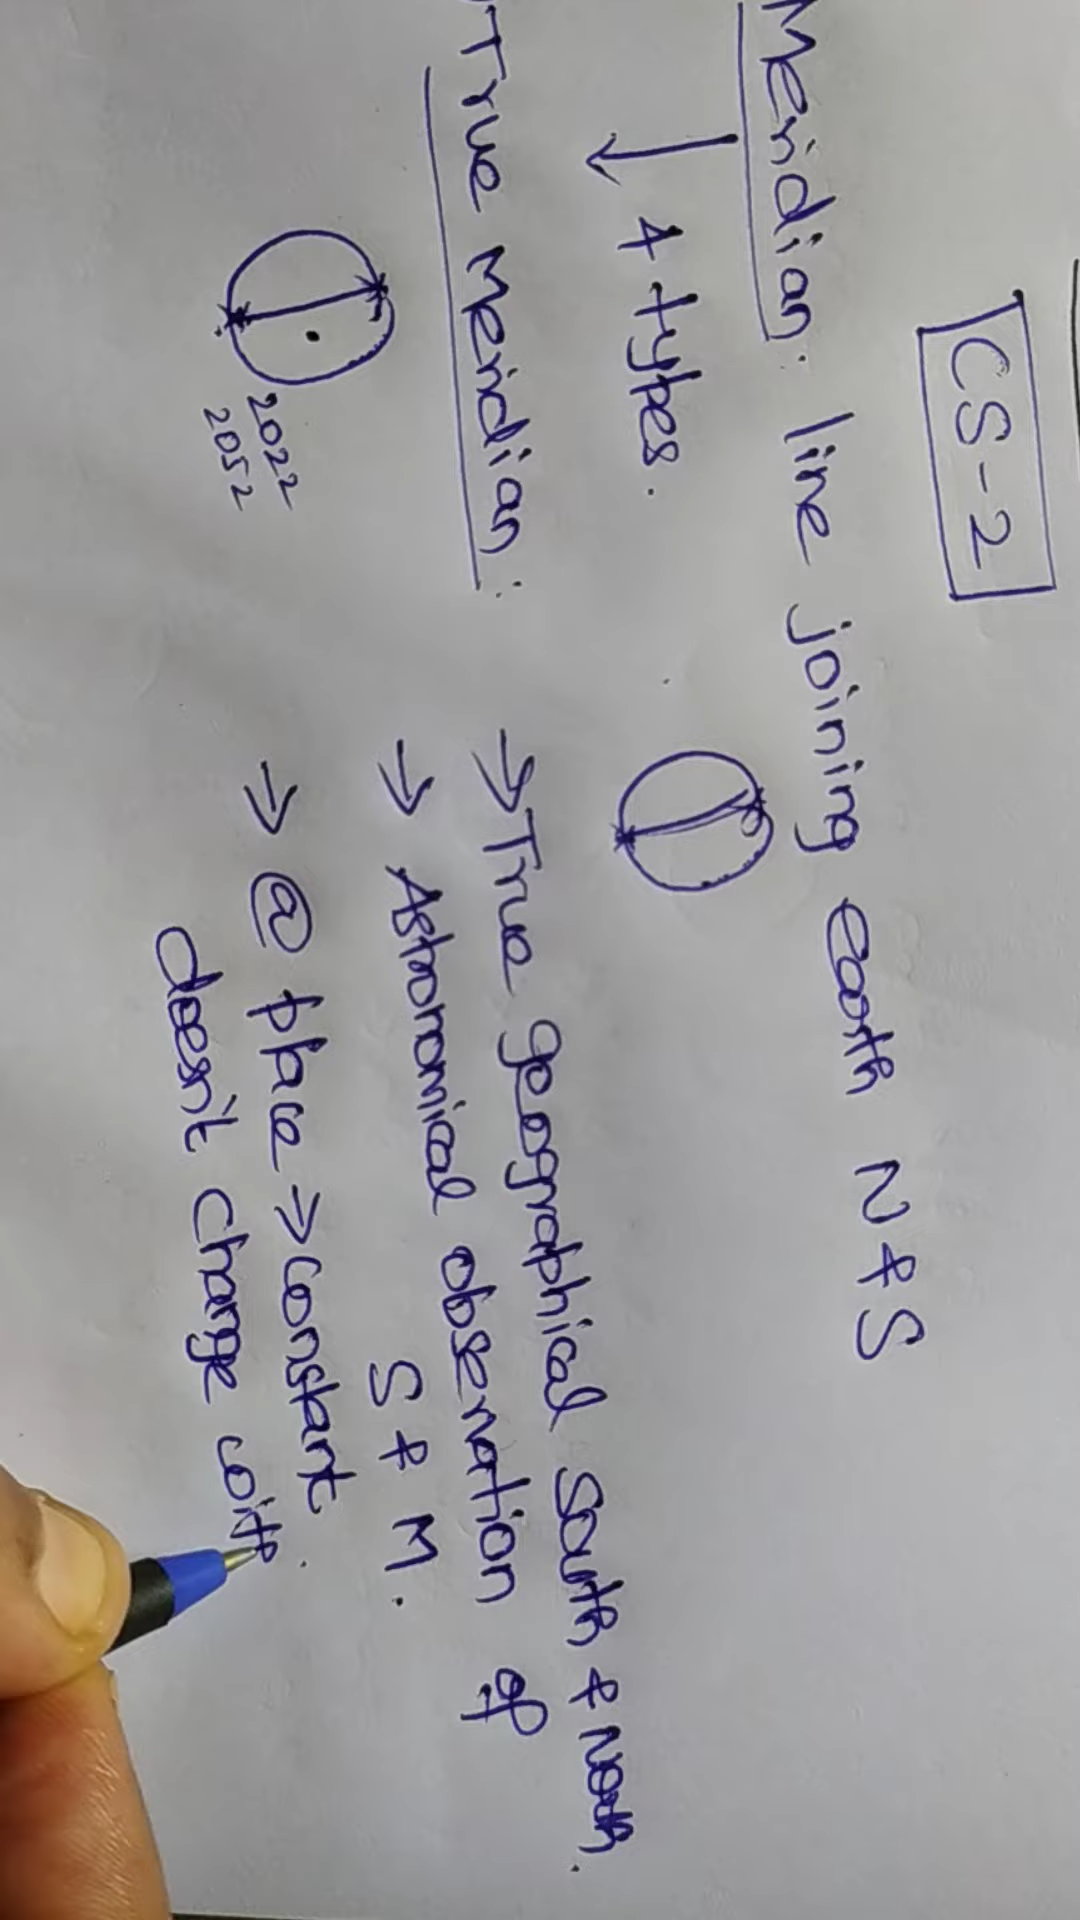 CS-2
Meridian: line joining earth N & S
4 types.
True Meridian:
→ True geographical South & North.
→ Astronomical observation of
S & M.
→ @ place → constant.
doesn't change with
2022
2052